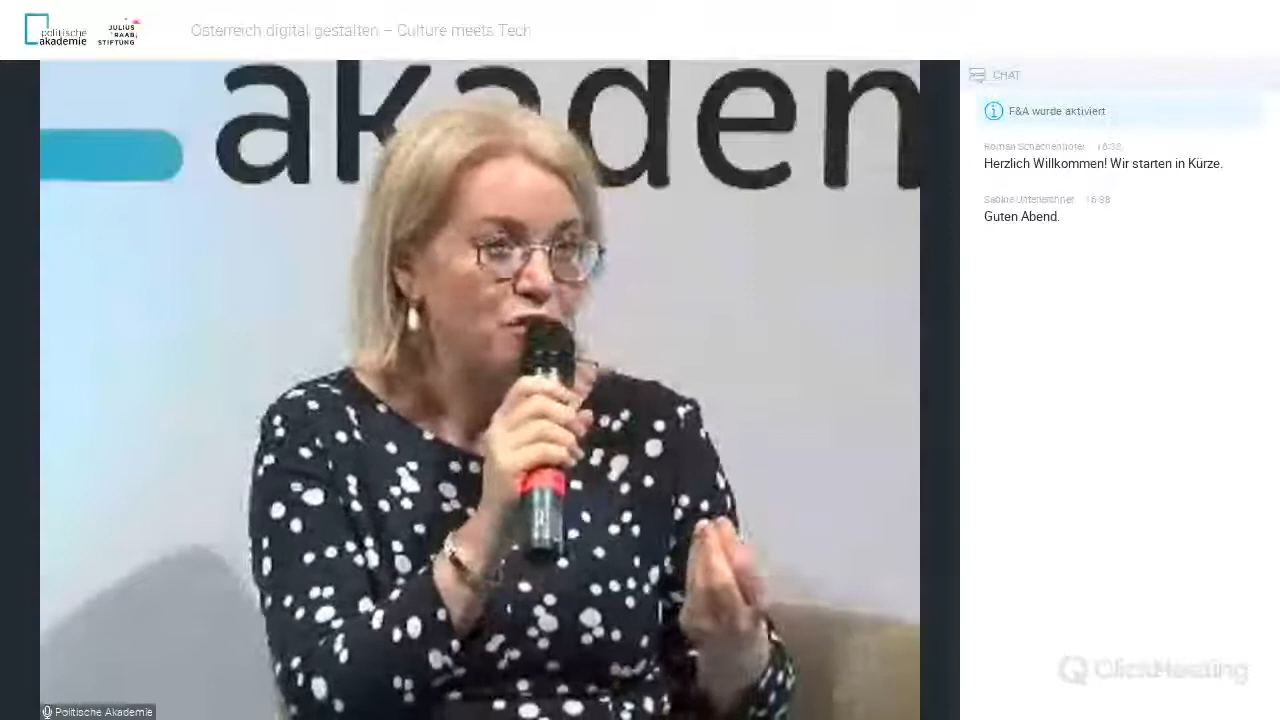 politische
akademie
JULIUS
RAAB
STIFTUNG
Österreich digital gestalten – Culture meets Tech
akaden
CHAT
F&A wurde aktiviert
Herzlich Willkommen! Wir starten in Kürze.
Guten Abend.
ClickMeeting
Politische Akademie